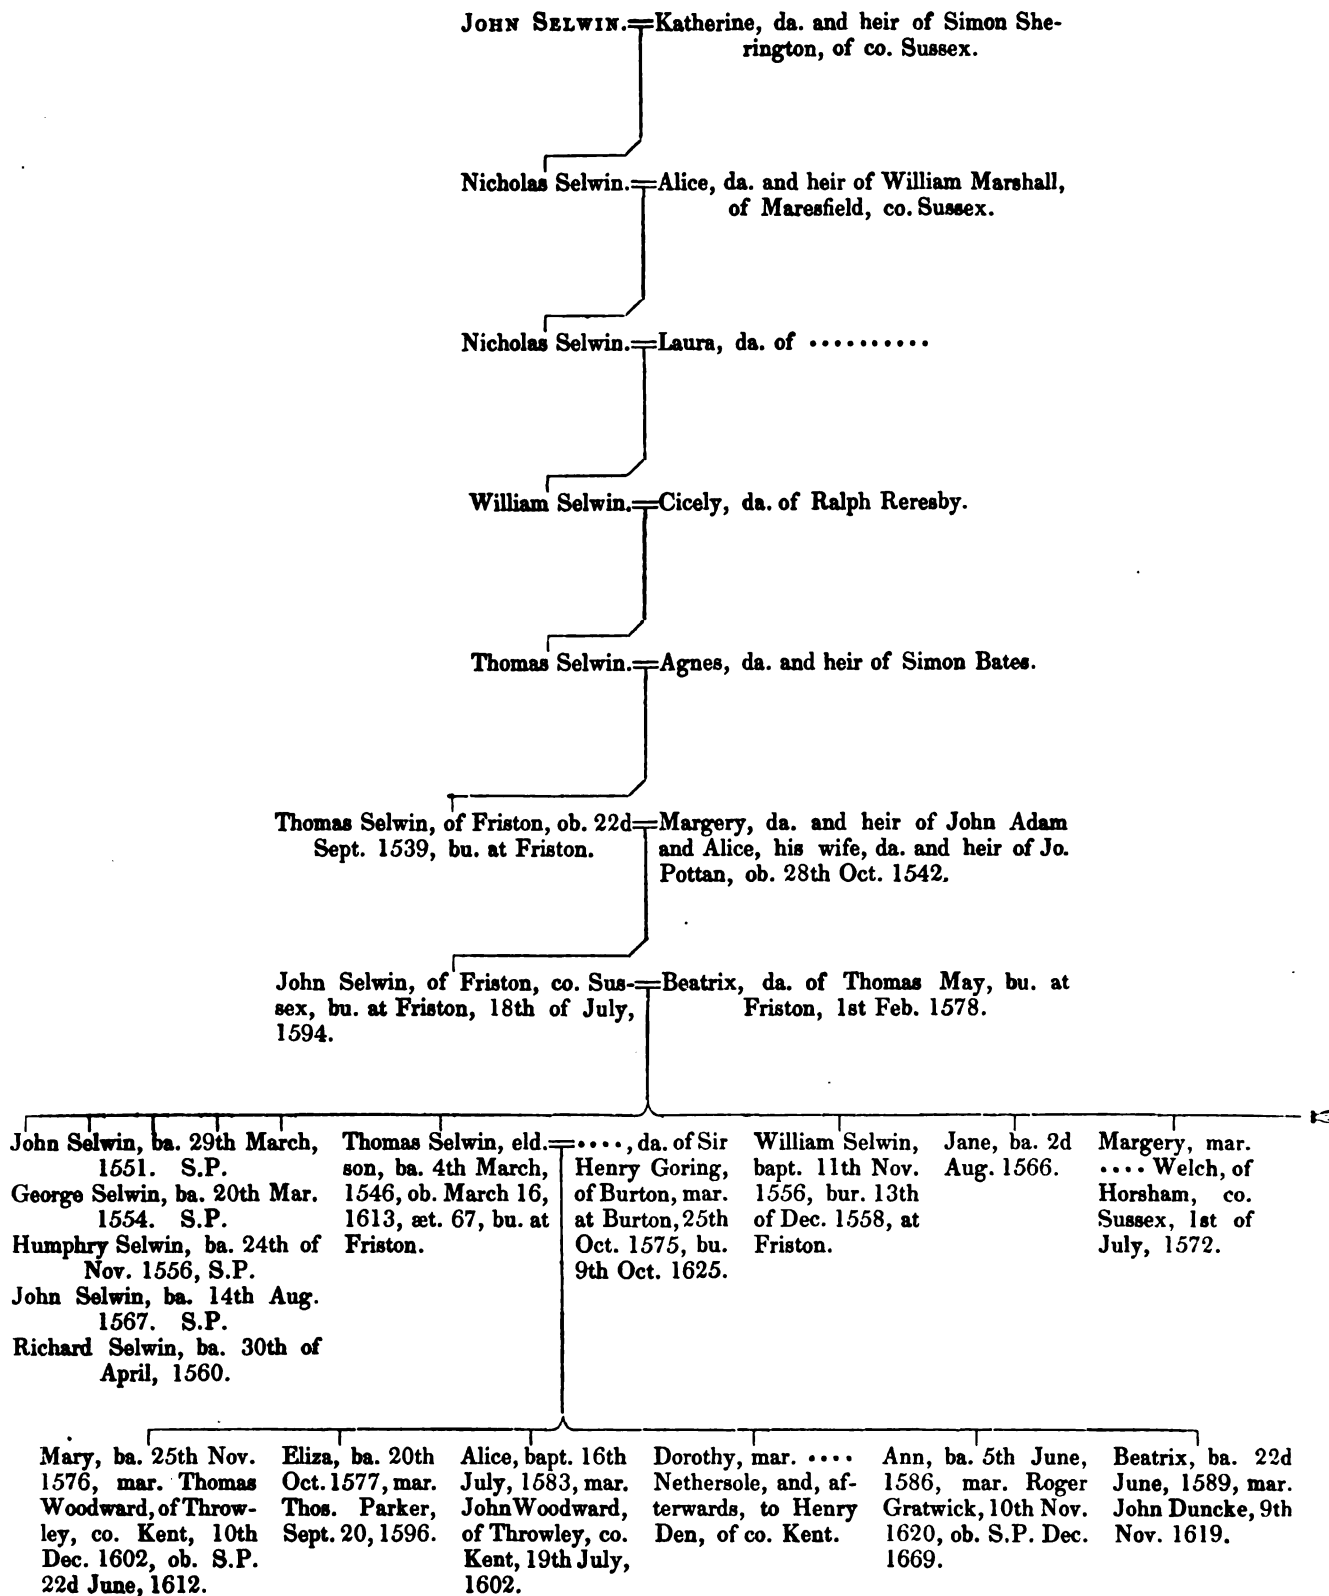 JOHN SELWIN.=Katherine, da. and heir of Simon She-
rington, of co. Sussex.
Nicholas Selwin.=Alice, da. and heir of William Marshall,
of Maresfield, co. Sussex.
Nicholas Selwin.=Laura, da. of ..........
William Selwin.=Cicely, da. of Ralph Reresby.
Thomas Selwin.=Agnes, da. and heir of Simon Bates.
Thomas Selwin, of Friston, ob. 22d=
Sept. 1539, bu. at Friston.
Margery, da. and heir of John Adam
and Alice, his wife, da. and heir of Jo.
Pottan, ob. 28th Oct. 1542.
John Selwin, of Friston, co. Sus-=
sex, bu. at Friston, 18th of July,
1594.
Beatrix, da. of Thomas May, bu. at
Friston, 1st Feb. 1578.
John Selwin, ba. 29th March,
1551. S.P.
George Selwin, ba. 20th Mar.
1554. S.P.
Humphry Selwin, ba. 24th of
Nov. 1556, S.P.
John Selwin, ba. 14th Aug.
1567. S.P.
Richard Selwin, ba. 30th of
April, 1560.
Thomas Selwin, eld.=
son, ba. 4th March,
1546, ob. March 16,
1613, æt. 67, bu. at
Friston.
...., da. of Sir
Henry Goring,
of Burton, mar.
at Burton, 25th
Oct. 1575, bu.
9th Oct. 1625.
William Selwin,
bapt. 11th Nov.
1556, bur. 13th
of Dec. 1558, at
Friston.
Jane, ba. 2d
Aug. 1566.
Margery, mar.
.... Welch, of
Horsham, co.
Sussex, 1st of
July, 1572.
Mary, ba. 25th Nov.
1576, mar. Thomas
Woodward, of Throw-
ley, co. Kent, 10th
Dec. 1602, ob. S.P.
22d June, 1612.
Eliza, ba. 20th
Oct. 1577, mar.
Thos. Parker,
Sept. 20, 1596.
Alice, bapt. 16th
July, 1583, mar.
John Woodward,
of Throwley, co.
Kent, 19th July,
1602.
Dorothy, mar. ....
Nethersole, and, af-
terwards, to Henry
Den, of co. Kent.
Ann, ba. 5th June,
1586, mar. Roger
Gratwick, 10th Nov.
1620, ob. S.P. Dec.
1669.
Beatrix, ba. 22d
June, 1589, mar.
John Duncke, 9th
Nov. 1619.